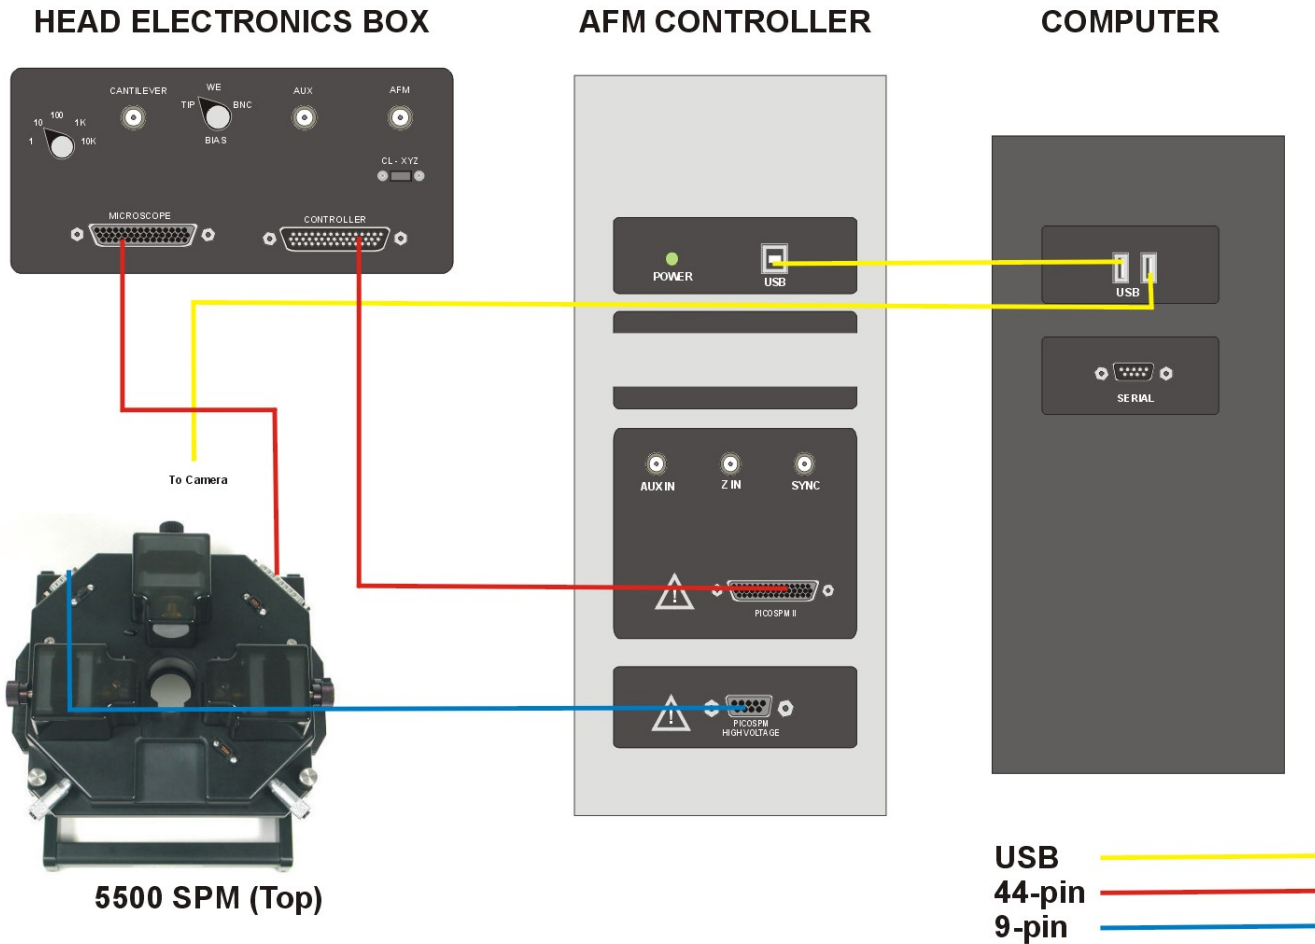 HEAD ELECTRONICS BOX
AFM CONTROLLER
COMPUTER
CANTILEVER
WE
TIP
BNC
BIAS
AUX
AFM
1
10
100
1K
10K
CL - XYZ
MICROSCOPE
CONTROLLER
POWER
USB
USB
SERIAL
To Camera
AUX IN
Z IN
SYNC
!
PICOSPM II
!
PICOSPM
HIGH VOLTAGE
5500 SPM (Top)
USB
44-pin
9-pin